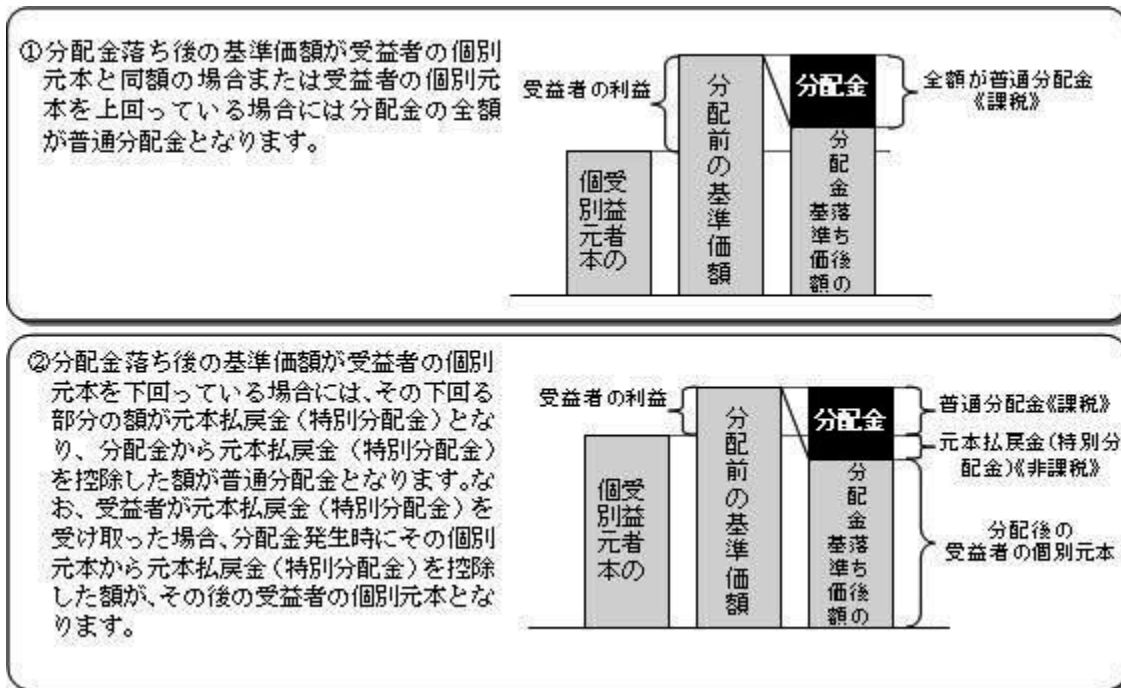 ①分配金落ち後の基準価額が受益者の個別
元本と同額の場合または受益者の個別元
本を上回っている場合には分配金の全額
が普通分配金となります。
受益者の利益
受益者の
個別元本
分配前の基準価額
分配金
分配金落ち後の
基準価額
全額が普通分配金
《課税》
②分配金落ち後の基準価額が受益者の個別
元本を下回っている場合には、その下回る
部分の額が元本払戻金(特別分配金)とな
り、分配金から元本払戻金(特別分配金)
を控除した額が普通分配金となります。な
お、受益者が元本払戻金(特別分配金)を
受け取った場合、分配金発生時にその個別
元本から元本払戻金(特別分配金)を控除
した額が、その後の受益者の個別元本とな
ります。
受益者の利益
受益者の
個別元本
分配前の基準価額
分配金
分配金落ち後の
基準価額
普通分配金《課税》
元本払戻金(特別分
配金)《非課税》
分配後の
受益者の個別元本